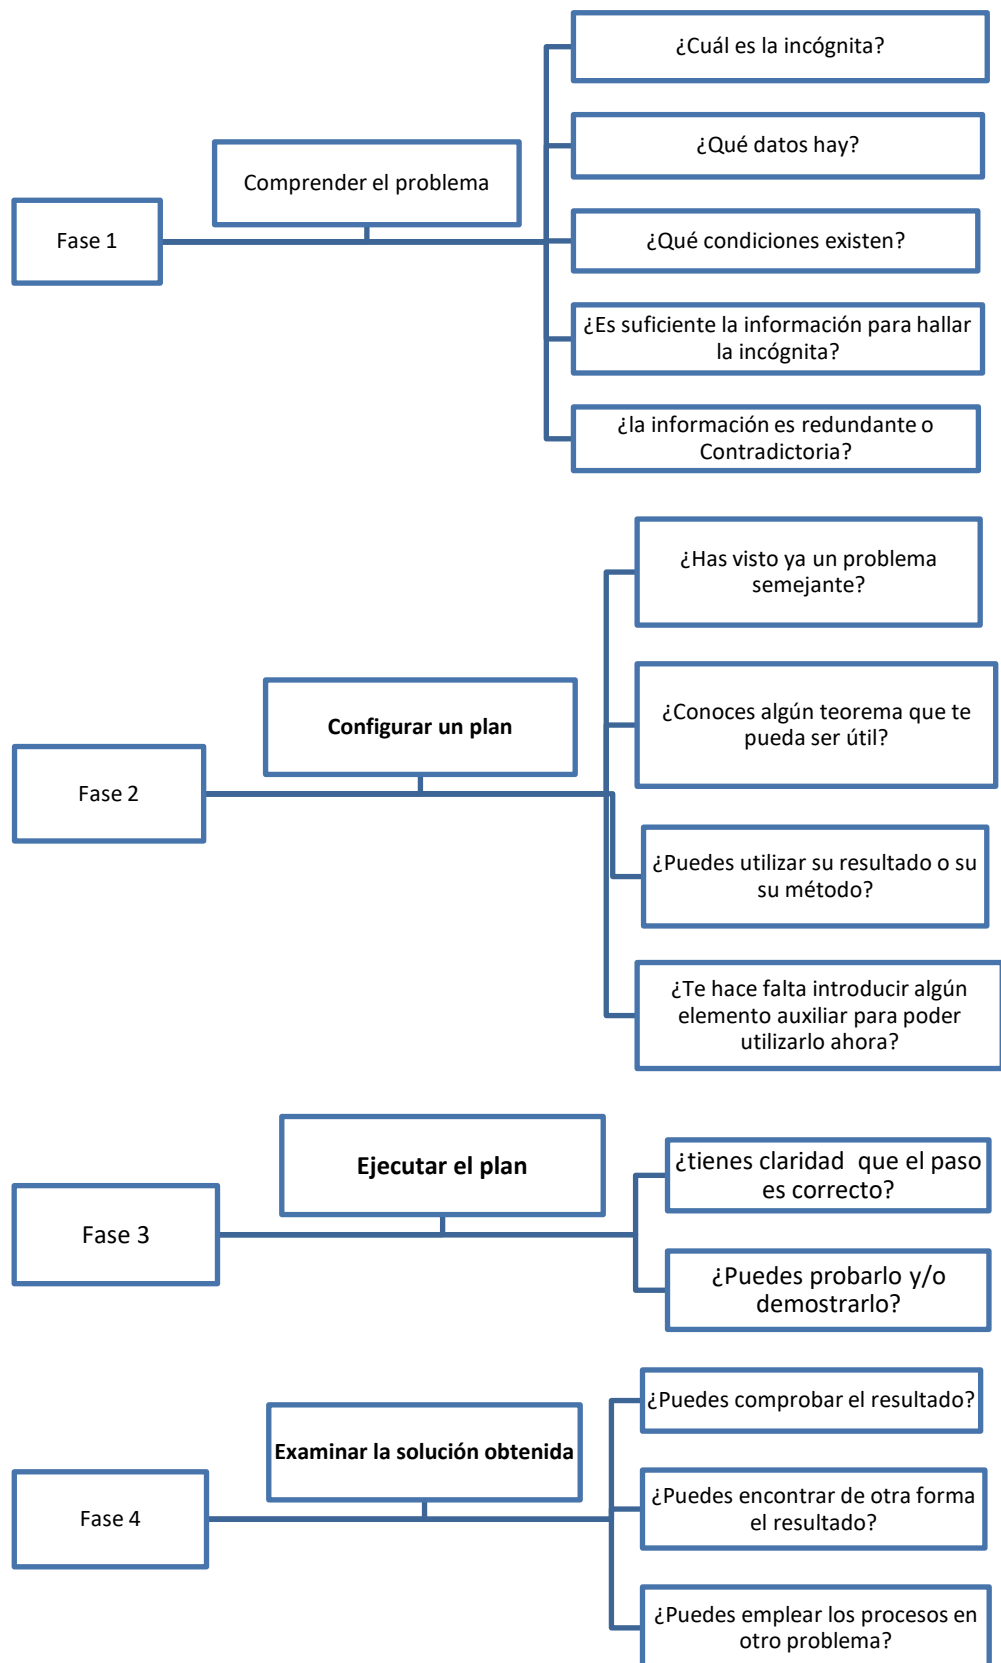 Fase 1
Comprender el problema
¿Cuál es la incógnita?
¿Qué datos hay?
¿Qué condiciones existen?
¿Es suficiente la información para hallar
la incógnita?
¿la información es redundante o
Contradictoria?
Fase 2
Configurar un plan
¿Has visto ya un problema
semejante?
¿Conoces algún teorema que te
pueda ser útil?
¿Puedes utilizar su resultado o su
su método?
¿Te hace falta introducir algún
elemento auxiliar para poder
utilizarlo ahora?
Fase 3
Ejecutar el plan
¿tienes claridad  que el paso
es correcto?
¿Puedes probarlo y/o
demostrarlo?
Fase 4
Examinar la solución obtenida
¿Puedes comprobar el resultado?
¿Puedes encontrar de otra forma
el resultado?
¿Puedes emplear los procesos en
otro problema?